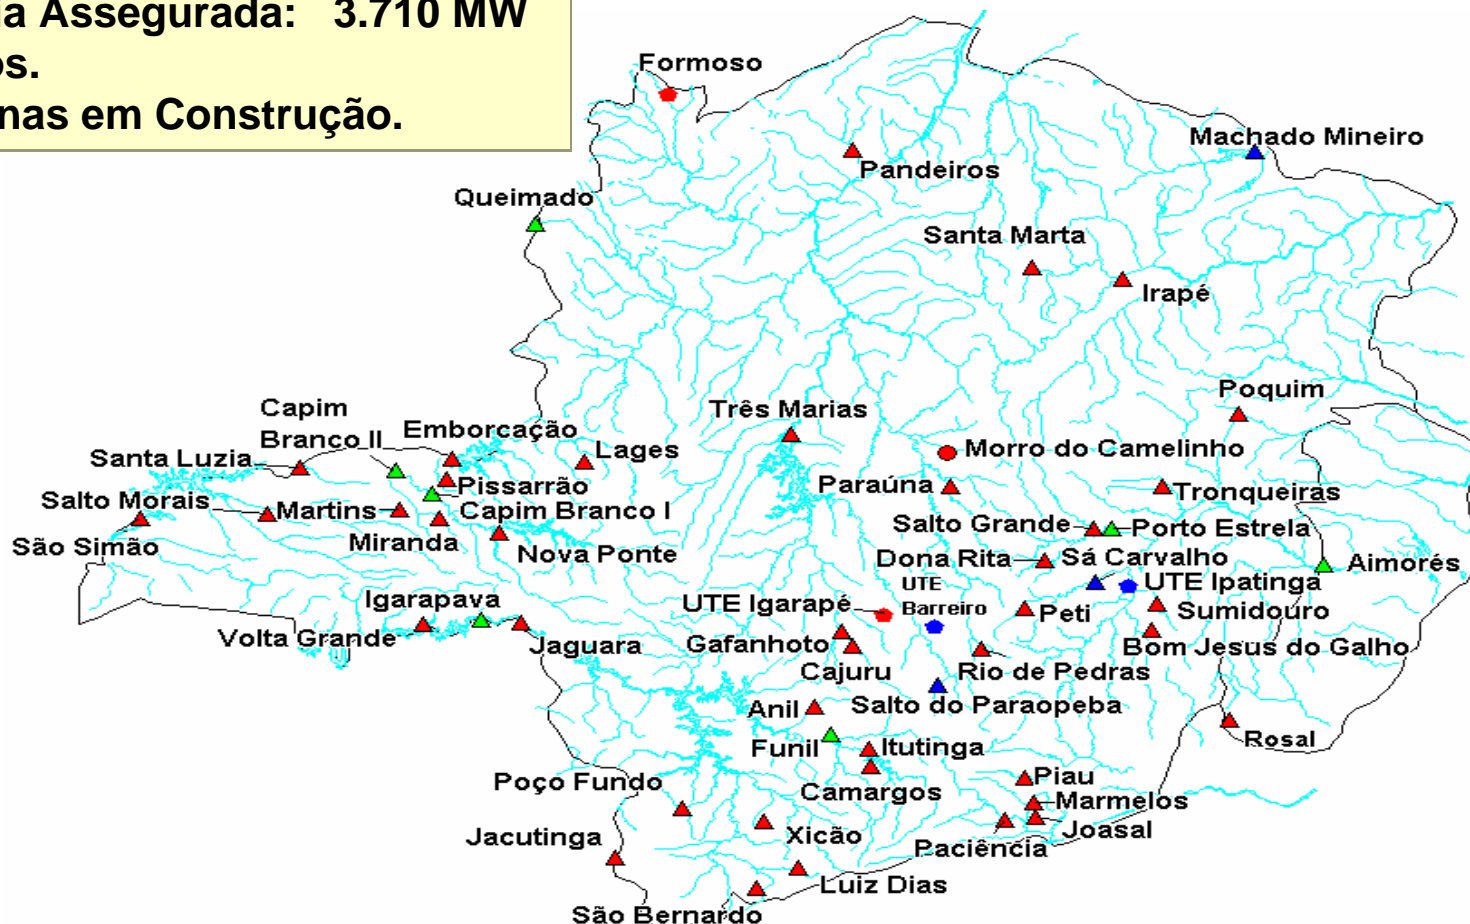 ia Assegurada: 3.710 MW
os.
nas em Construção.
Formoso
Machado Mineiro
Pandeiros
Queimado
Santa Marta
Irapé
Poquim
Capim
Branco II
Emborcação
Três Marias
Lages
Morro do Camelinho
Santa Luzia
Pissarrão
Paraúna
Tronqueiras
Salto Morais
Martins
Capim Branco I
Salto Grande
Porto Estrela
São Simão
Miranda
Nova Ponte
Dona Rita
Sá Carvalho
Aimorés
UTE
Barreiro
UTE Ipatinga
Igarapava
UTE Igarapé
Peti
Sumidouro
Volta Grande
Jaguara
Gafanhoto
Bom Jesus do Galho
Cajuru
Rio de Pedras
Anil
Salto do Paraopeba
Funil
Itutinga
Rosal
Poço Fundo
Camargos
Piau
Marmelos
Jacutinga
Xicão
Joasal
Paciência
Luiz Dias
São Bernardo